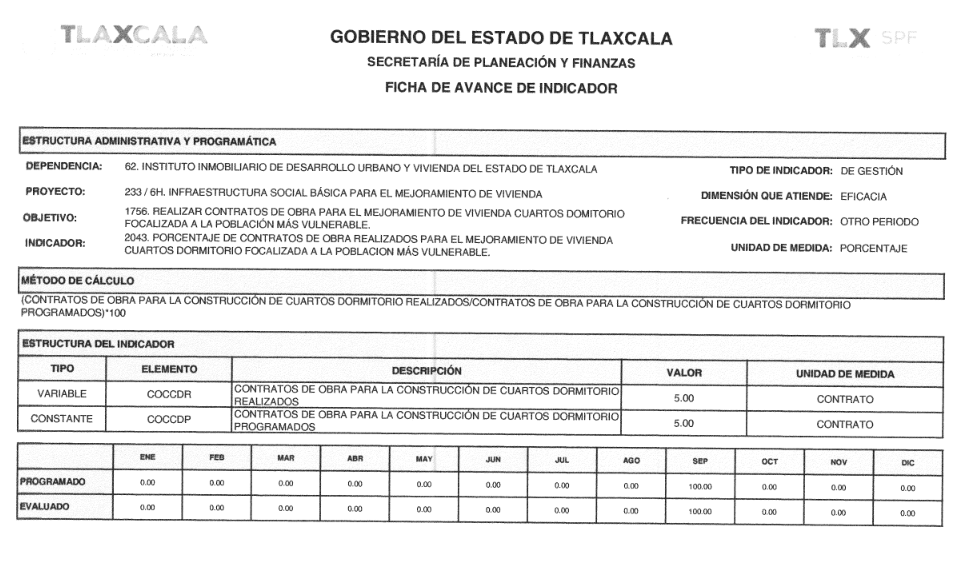 TLAXCALA
GOBIERNO DEL ESTADO DE TLAXCALA
TLX SPF
SECRETARÍA DE PLANEACIÓN Y FINANZAS
FICHA DE AVANCE DE INDICADOR
ESTRUCTURA ADMINISTRATIVA Y PROGRAMÁTICA
DEPENDENCIA: 62. INSTITUTO INMOBILIARIO DE DESARROLLO URBANO Y VIVIENDA DEL ESTADO DE TLAXCALA TIPO DE INDICADOR: DE GESTIÓN
PROYECTO: 233 / 6H. INFRAESTRUCTURA SOCIAL BÁSICA PARA EL MEJORAMIENTO DE VIVIENDA DIMENSIÓN QUE ATIENDE: EFICACIA
OBJETIVO: 1756. REALIZAR CONTRATOS DE OBRA PARA EL MEJORAMIENTO DE VIVIENDA CUARTOS DOMITORIO
FOCALIZADA A LA POBLACIÓN MÁS VULNERABLE. FRECUENCIA DEL INDICADOR: OTRO PERIODO
INDICADOR: 2043. PORCENTAJE DE CONTRATOS DE OBRA REALIZADOS PARA EL MEJORAMIENTO DE VIVIENDA
CUARTOS DORMITORIO FOCALIZADA A LA POBLACION MÁS VULNERABLE. UNIDAD DE MEDIDA: PORCENTAJE
MÉTODO DE CÁLCULO
(CONTRATOS DE OBRA PARA LA CONSTRUCCIÓN DE CUARTOS DORMITORIO REALIZADOS/CONTRATOS DE OBRA PARA LA CONSTRUCCIÓN DE CUARTOS DORMITORIO
PROGRAMADOS)*100
ESTRUCTURA DEL INDICADOR
TIPO ELEMENTO DESCRIPCIÓN VALOR UNIDAD DE MEDIDA
VARIABLE COCCDR CONTRATOS DE OBRA PARA LA CONSTRUCCIÓN DE CUARTOS DORMITORIO
REALIZADOS 5.00 CONTRATO
CONSTANTE COCCDP CONTRATOS DE OBRA PARA LA CONSTRUCCIÓN DE CUARTOS DORMITORIO
PROGRAMADOS 5.00 CONTRATO
ENE FEB MAR ABR MAY JUN JUL AGO SEP OCT NOV DIC
PROGRAMADO 0.00 0.00 0.00 0.00 0.00 0.00 0.00 0.00 100.00 0.00 0.00 0.00
EVALUADO 0.00 0.00 0.00 0.00 0.00 0.00 0.00 0.00 100.00 0.00 0.00 0.00